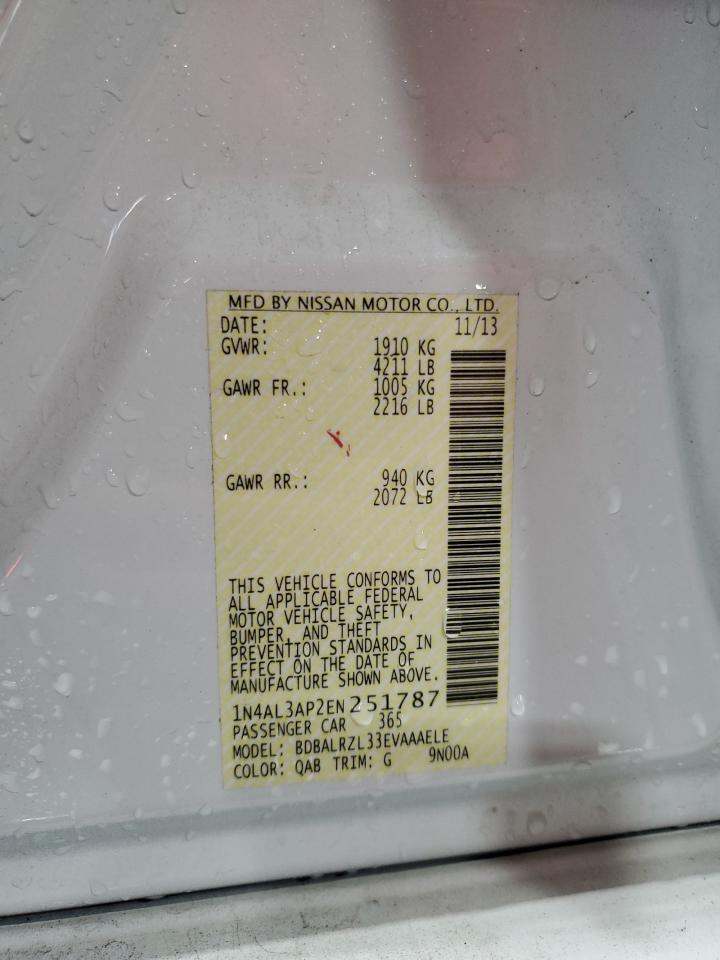 MFD BY NISSAN MOTOR CO., LTD.
DATE: 11/13
GVWR: 1910 KG
4211 LB
GAWR FR.: 1005 KG
2216 LB
GAWR RR.: 940 KG
2072 LB
THIS VEHICLE CONFORMS TO
ALL APPLICABLE FEDERAL
MOTOR VEHICLE SAFETY,
BUMPER, AND THEFT
PREVENTION STANDARDS IN
EFFECT ON THE DATE OF
MANUFACTURE SHOWN ABOVE.
1N4AL3AP2EN251787
PASSENGER CAR 365
MODEL: BDBALRZL33EVAAAELE
COLOR: QAB TRIM: G 9N00A